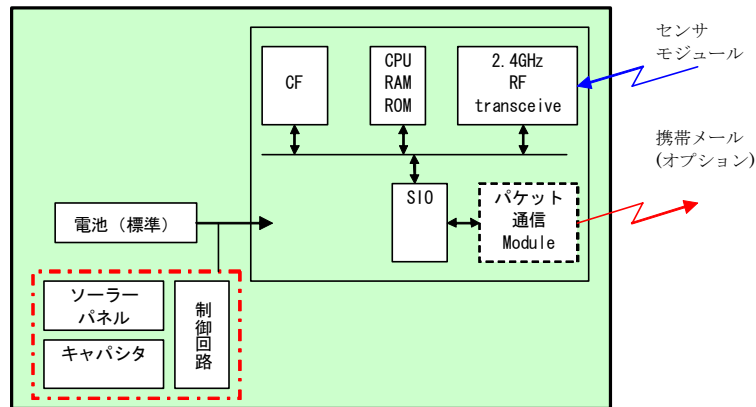 センサ
モジュール
CF
CPU
RAM
ROM
2.4GHz
RF
transceive
携帯メール
(オプション)
SIO
パケット
通信
Module
電池（標準）
ソーラー
パネル
キャパシタ
制御回路